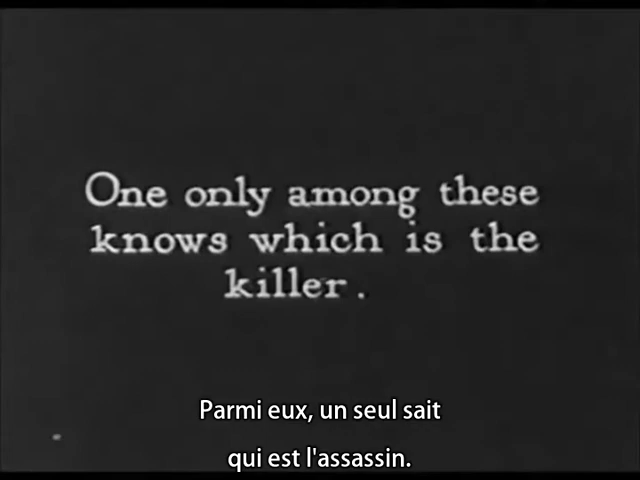 One only among these
knows which is the
killer.
Parmi eux, un seul sait
qui est l'assassin.